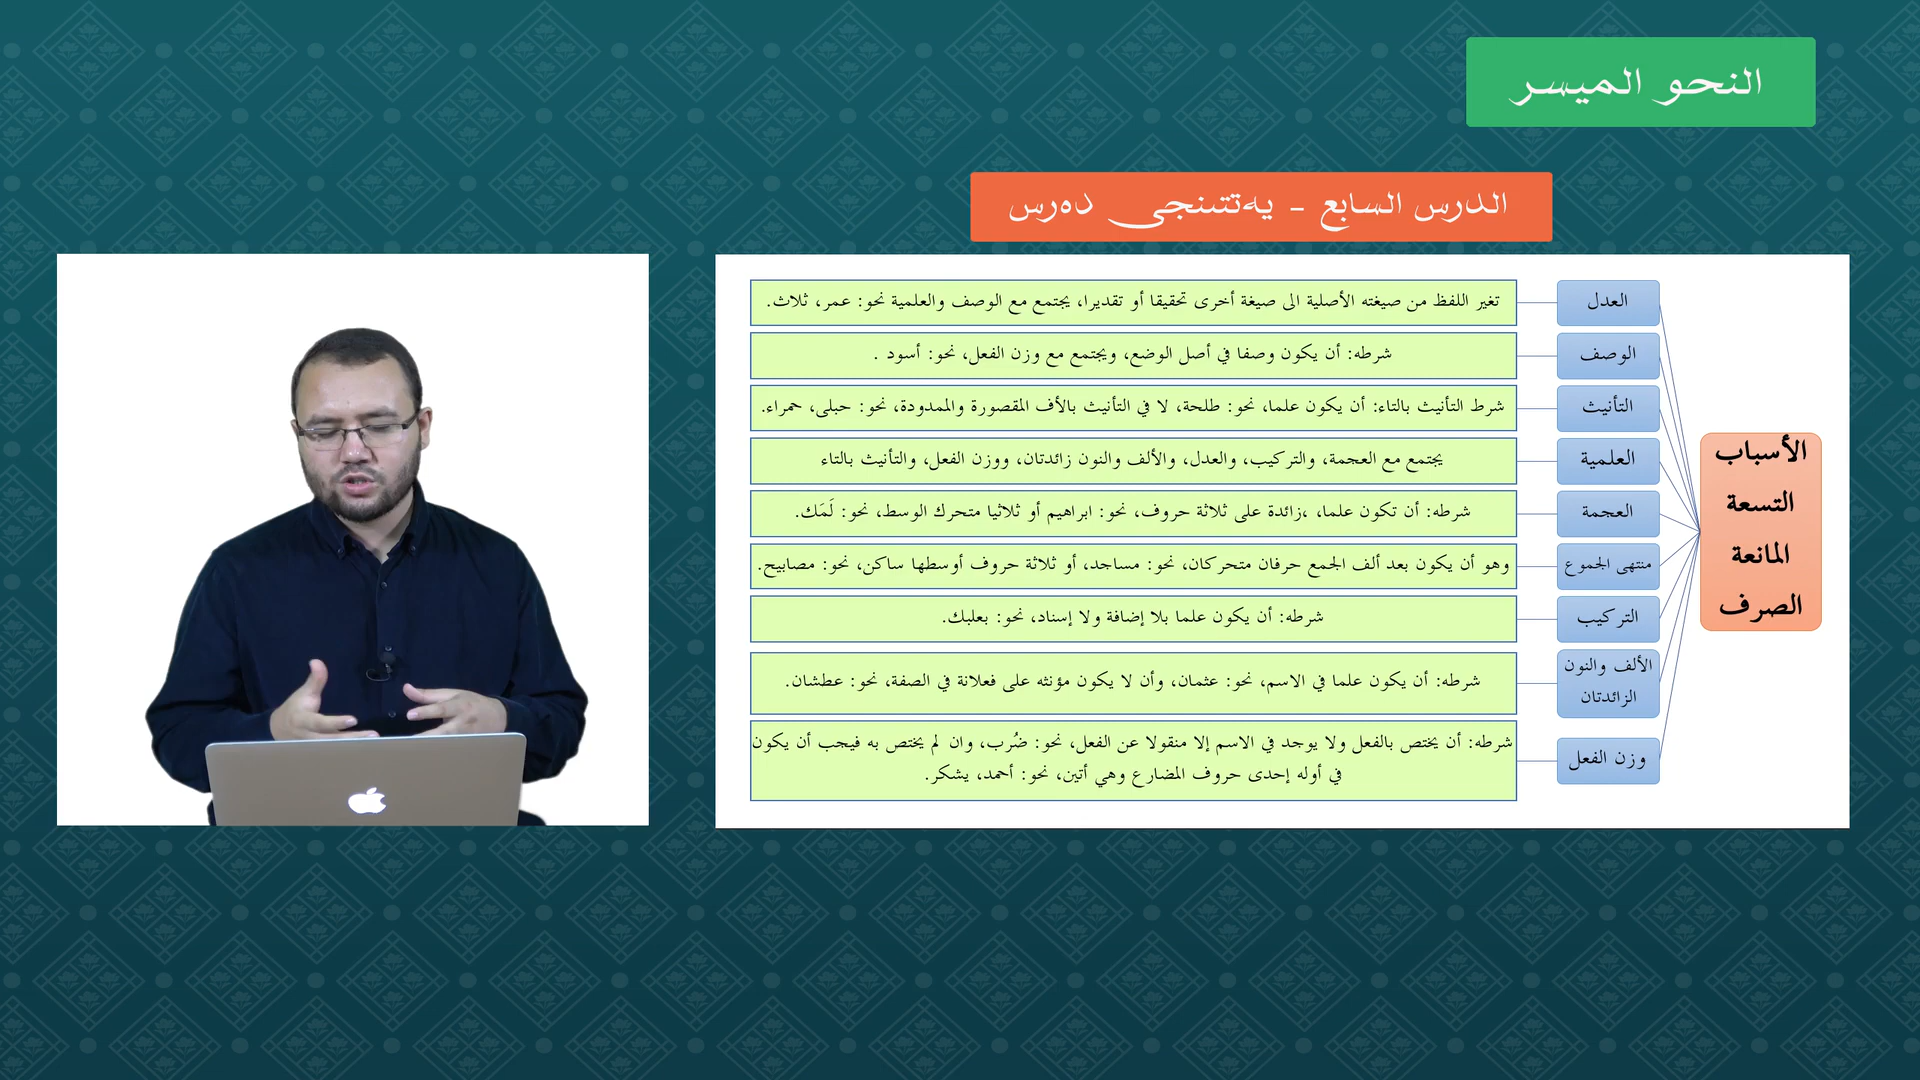 النحو الميسر
الدرس السابع - يەتتىنجى دەرس
الأسباب
التسعة
المانعة
الصرف
العدل
تغير اللفظ من صيغته الأصلية الى صيغة أخرى تحقيقا أو تقديرا، يجتمع مع الوصف والعلمية نحو: عمر، ثلاث.
الوصف
شرطه: أن يكون وصفا في أصل الوضع، ويجتمع مع وزن الفعل، نحو: أسود .
التأنيث
شرط التأنيث بالتاء: أن يكون علما، نحو: طلحة، لا في التأنيث بالأف المقصورة والممدودة، نحو: حبلى، حمراء.
العلمية
يجتمع مع العجمة، والتركيب، والعدل، والألف والنون زائدتان، ووزن الفعل، والتأنيث بالتاء
العجمة
شرطه: أن تكون علما، ،زائدة على ثلاثة حروف، نحو: ابراهيم أو ثلاثيا متحرك الوسط، نحو: لَمَك.
منتهى الجموع
وهو أن يكون بعد ألف الجمع حرفان متحركان، نحو: مساجد، أو ثلاثة حروف أوسطها ساكن، نحو: مصابيح.
التركيب
شرطه: أن يكون علما بلا إضافة ولا إسناد، نحو: بعلبك.
الألف والنون
الزائدتان
شرطه: أن يكون علما في الاسم، نحو: عثمان، وأن لا يكون مؤنثه على فعلانة في الصفة، نحو: عطشان.
وزن الفعل
شرطه: أن يختص بالفعل ولا يوجد في الاسم إلا منقولا عن الفعل، نحو: ضُرب، وان لم يختص به فيجب أن يكون
في أوله إحدى حروف المضارع وهي أتين، نحو: أحمد، يشكر.